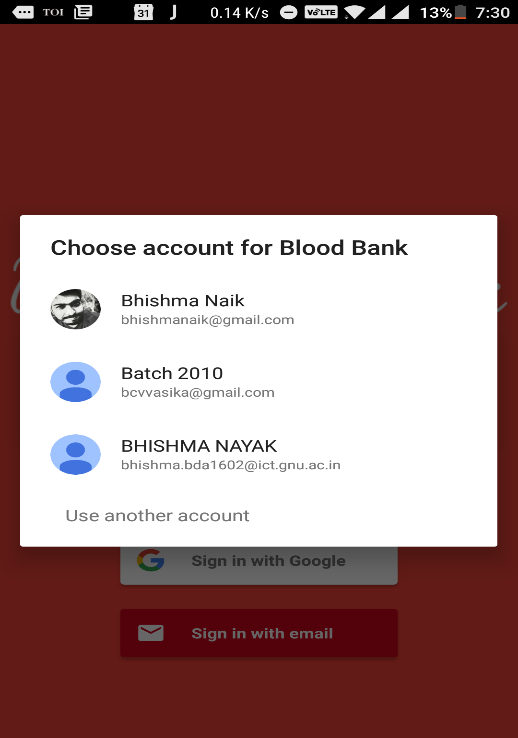 TOI 31 J 0.14 K/s VoLTE 13% 7:30
Choose account for Blood Bank
Bhishma Naik
bhishmanaik@gmail.com
Batch 2010
bcvvasika@gmail.com
BHISHMA NAYAK
bhishma.bda1602@ict.gnu.ac.in
Use another account
Sign in with Google
Sign in with email